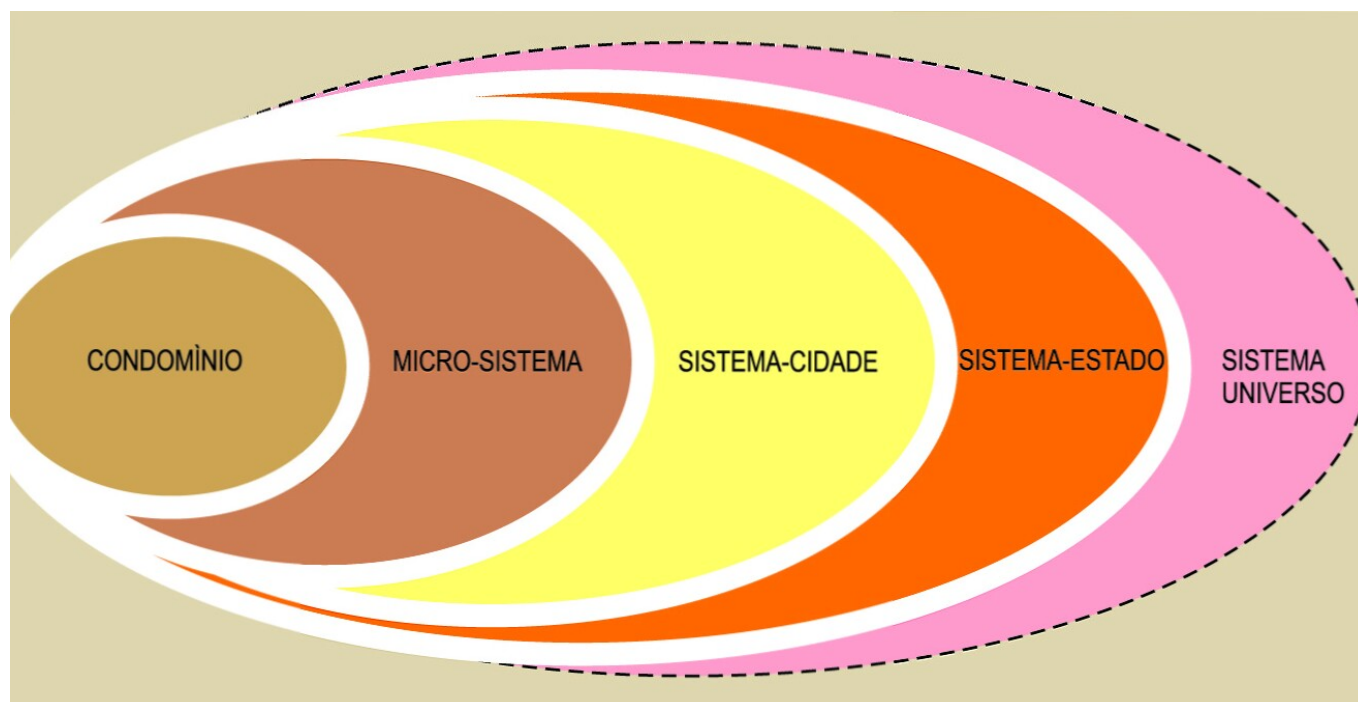 CONDOMÌNIO
MICRO-SISTEMA
SISTEMA-CIDADE
SISTEMA-ESTADO
SISTEMA
UNIVERSO